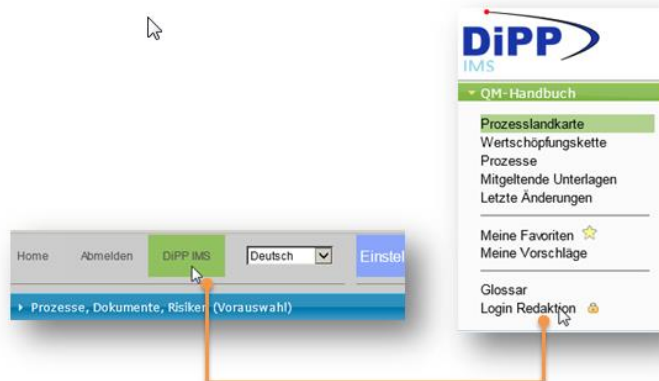 DiPP
IMS
QM-Handbuch
Prozesslandkarte
Wertschöpfungskette
Prozesse
Mitgeltende Unterlagen
Letzte Änderungen
Meine Favoriten
Meine Vorschläge
Glossar
Login Redaktion
Home Abmelden DiPP IMS Deutsch Einstel
Prozesse, Dokumente, Risiken (Vorauswahl)